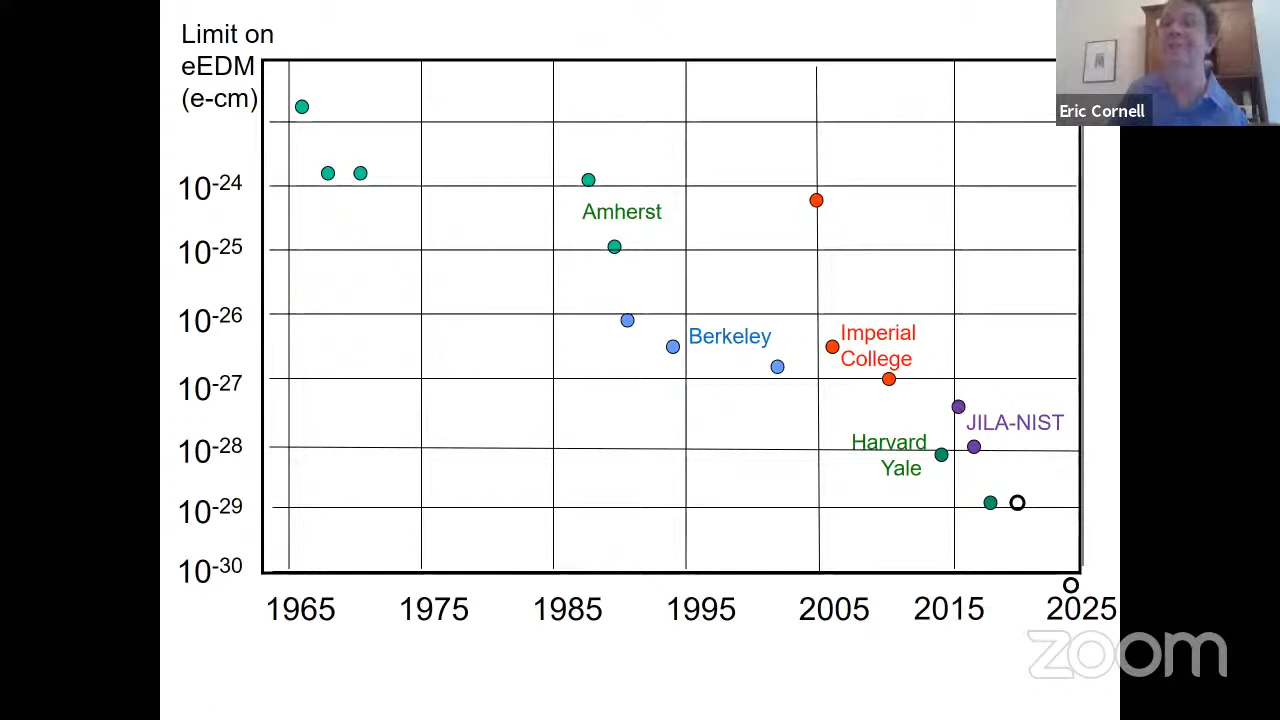 Limit on
eEDM
(e-cm)
Eric Cornell
10-24
Amherst
10-25
10-26
Berkeley
Imperial
College
10-27
JILA-NIST
10-28
Harvard
Yale
10-29
10-30
1965 1975 1985 1995 2005 2015 2025
zoom